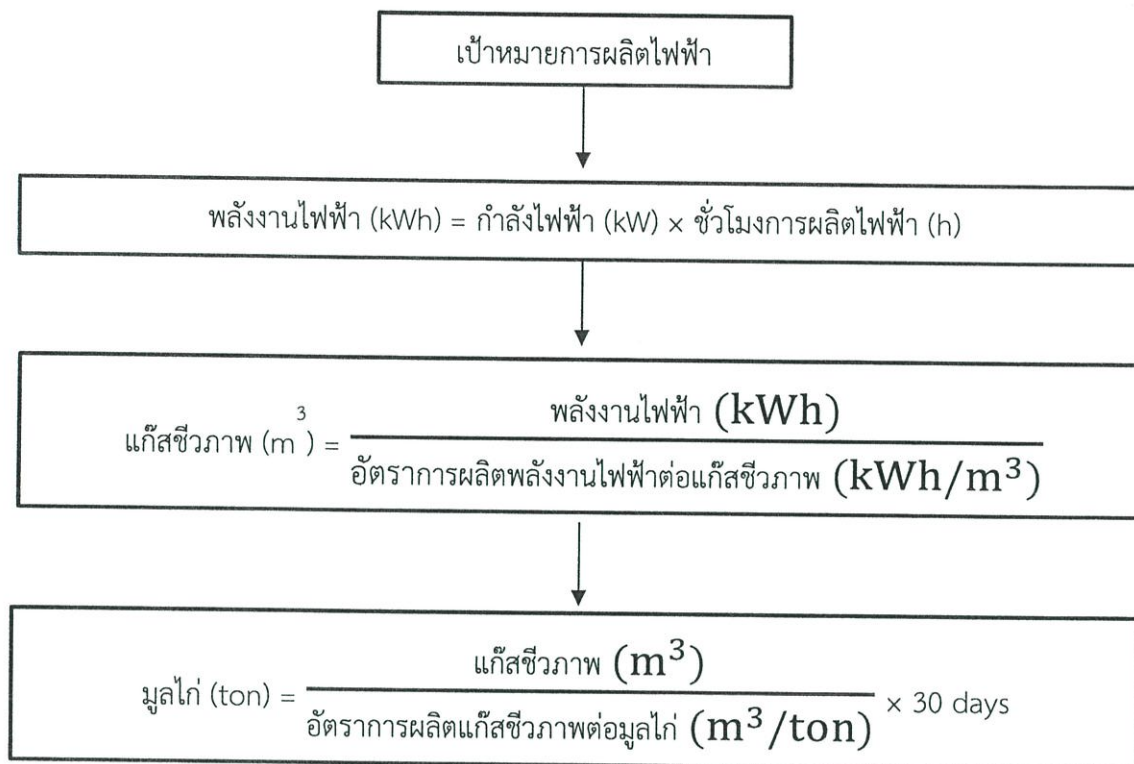 เป้าหมายการผลิตไฟฟ้า
พลังงานไฟฟ้า (kWh) = กำลังไฟฟ้า (kW) × ชั่วโมงการผลิตไฟฟ้า (h)
พลังงานไฟฟ้า (kWh)
แก๊สชีวภาพ (m³) =
อัตราการผลิตพลังงานไฟฟ้าต่อแก๊สชีวภาพ (kWh/m³)
แก๊สชีวภาพ (m³)
มูลไก่ (ton) = × 30 days
อัตราการผลิตแก๊สชีวภาพต่อมูลไก่ (m³/ton)